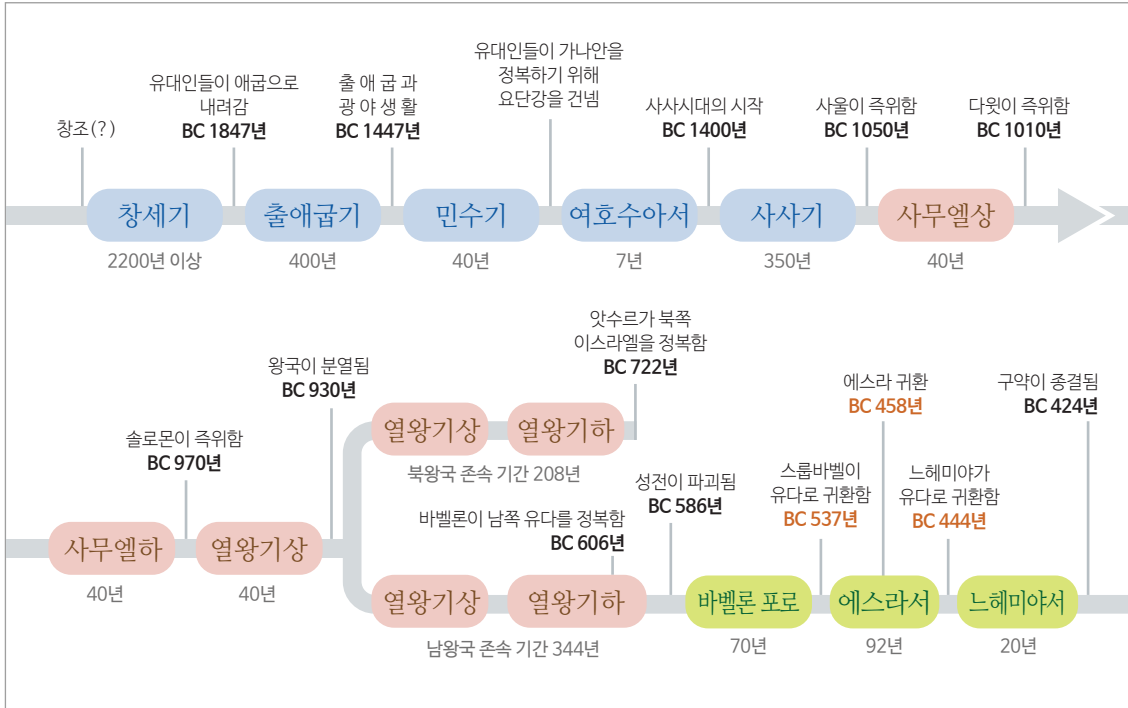 창조(?)
유대인들이 애굽으로
내려감
BC 1847년
출 애 굽 과
광 야 생 활
BC 1447년
유대인들이 가나안을
정복하기 위해
요단강을 건넴
사사시대의 시작
BC 1400년
사울이 즉위함
BC 1050년
다윗이 즉위함
BC 1010년
창세기
출애굽기
민수기
여호수아서
사사기
사무엘상
2200년 이상
400년
40년
7년
350년
40년
솔로몬이 즉위함
BC 970년
왕국이 분열됨
BC 930년
앗수르가 북쪽
이스라엘을 정복함
BC 722년
열왕기상
열왕기하
북왕국 존속 기간 208년
바벨론이 남쪽 유다를 정복함
BC 606년
성전이 파괴됨
BC 586년
스룹바벨이
유다로 귀환함
BC 537년
에스라 귀환
BC 458년
느헤미야가
유다로 귀환함
BC 444년
구약이 종결됨
BC 424년
사무엘하
열왕기상
열왕기상
열왕기하
바벨론 포로
에스라서
느헤미야서
40년
40년
남왕국 존속 기간 344년
70년
92년
20년